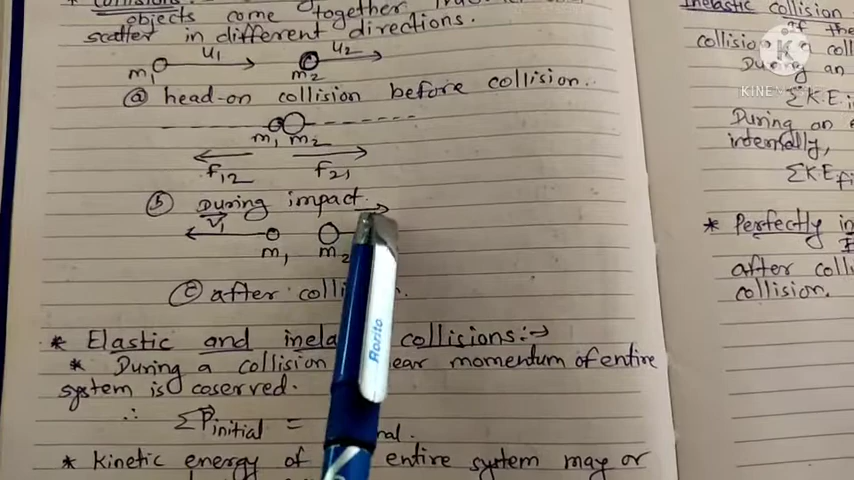 objects come together
scatter in different directions.
u1 u2
m1 m2
ⓐ head-on collision before collision.
m1 m2
F12 F21
ⓑ During impact.
V1
m1 m2
ⓒ after
* Elastic and collisions:→
* During a collision momentum of entire
system is coserved.
∴ ΣPinitial =
* Kinetic energy of entire system may or
Rorito
Inelastic collision
If the
collision
During an
ΣK.E.i
During an
internally,
ΣK.E.fi
* Perfectly in
after coll
collision.
KINE